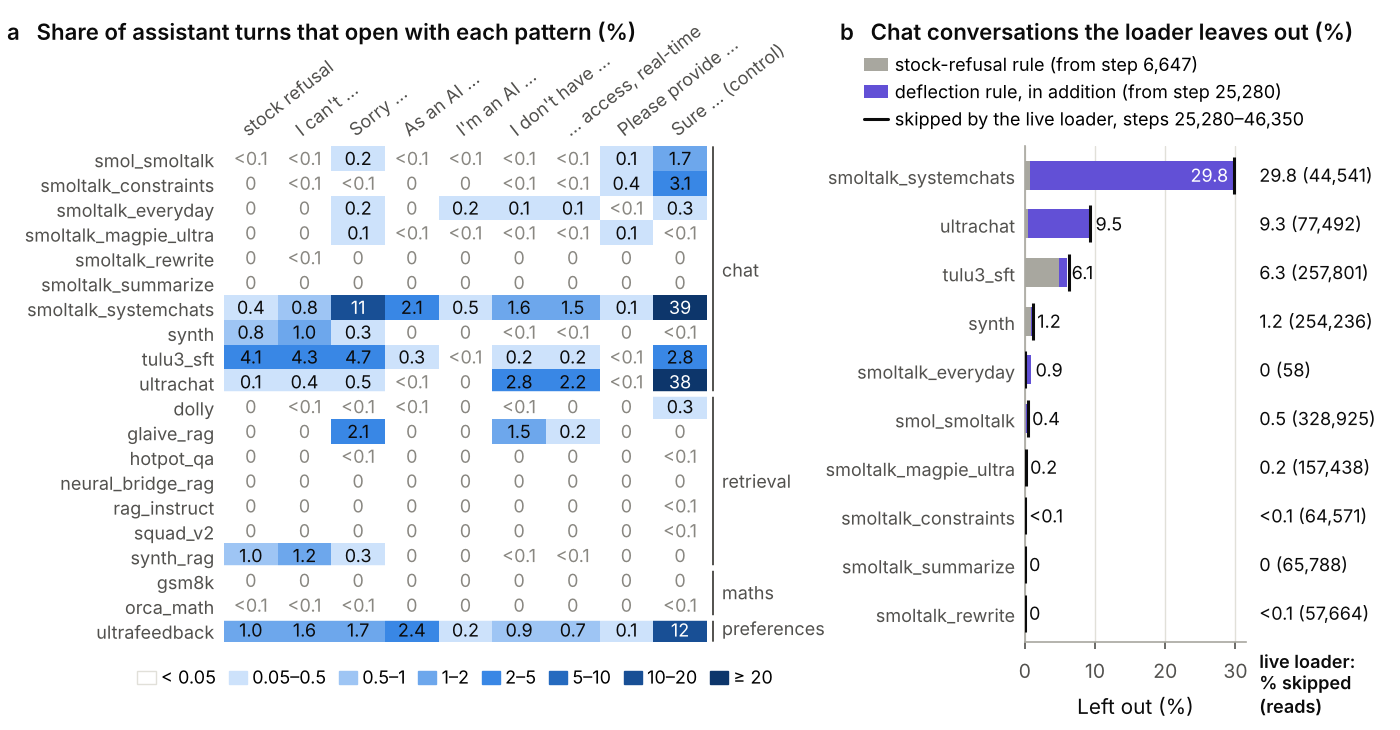 a Share of assistant turns that open with each pattern (%)
stock refusal
I can't ...
Sorry ...
As an AI ...
I'm an AI ...
I don't have ...
... access, real-time
Please provide ...
Sure ... (control)
smol_smoltalk <0.1 <0.1 0.2 <0.1 <0.1 <0.1 <0.1 0.1 1.7
smoltalk_constraints 0 <0.1 <0.1 0 0 <0.1 <0.1 0.4 3.1
smoltalk_everyday 0 0 0.2 0 0.2 0.1 0.1 <0.1 0.3
smoltalk_magpie_ultra 0 0 0.1 <0.1 <0.1 <0.1 <0.1 0.1 <0.1
smoltalk_rewrite 0 <0.1 0 0 0 0 0 0 0
smoltalk_summarize 0 0 0 0 0 0 0 0 0
smoltalk_systemchats 0.4 0.8 11 2.1 0.5 1.6 1.5 0.1 39
synth 0.8 1.0 0.3 0 0 <0.1 <0.1 0 <0.1
tulu3_sft 4.1 4.3 4.7 0.3 <0.1 0.2 0.2 <0.1 2.8
ultrachat 0.1 0.4 0.5 <0.1 0 2.8 2.2 <0.1 38
chat
dolly 0 <0.1 <0.1 <0.1 0 <0.1 0 0 0.3
glaive_rag 0 0 2.1 0 0 1.5 0.2 0 0
hotpot_qa 0 0 <0.1 0 0 0 0 0 <0.1
neural_bridge_rag 0 0 0 0 0 0 0 0 0
rag_instruct 0 0 0 0 0 0 0 0 <0.1
squad_v2 0 0 0 0 0 0 0 0 <0.1
synth_rag 1.0 1.2 0.3 0 0 <0.1 <0.1 0 0
retrieval
gsm8k 0 0 0 0 0 0 0 0 0
orca_math <0.1 <0.1 <0.1 0 0 0 0 0 <0.1
maths
ultrafeedback 1.0 1.6 1.7 2.4 0.2 0.9 0.7 0.1 12
preferences
< 0.05 0.05–0.5 0.5–1 1–2 2–5 5–10 10–20 ≥ 20
b Chat conversations the loader leaves out (%)
stock-refusal rule (from step 6,647)
deflection rule, in addition (from step 25,280)
skipped by the live loader, steps 25,280–46,350
smoltalk_systemchats 29.8 29.8 (44,541)
ultrachat 9.5 9.3 (77,492)
tulu3_sft 6.1 6.3 (257,801)
synth 1.2 1.2 (254,236)
smoltalk_everyday 0.9 0 (58)
smol_smoltalk 0.4 0.5 (328,925)
smoltalk_magpie_ultra 0.2 0.2 (157,438)
smoltalk_constraints <0.1 <0.1 (64,571)
smoltalk_summarize 0 0 (65,788)
smoltalk_rewrite 0 <0.1 (57,664)
0 10 20 30
Left out (%)
live loader:
% skipped
(reads)